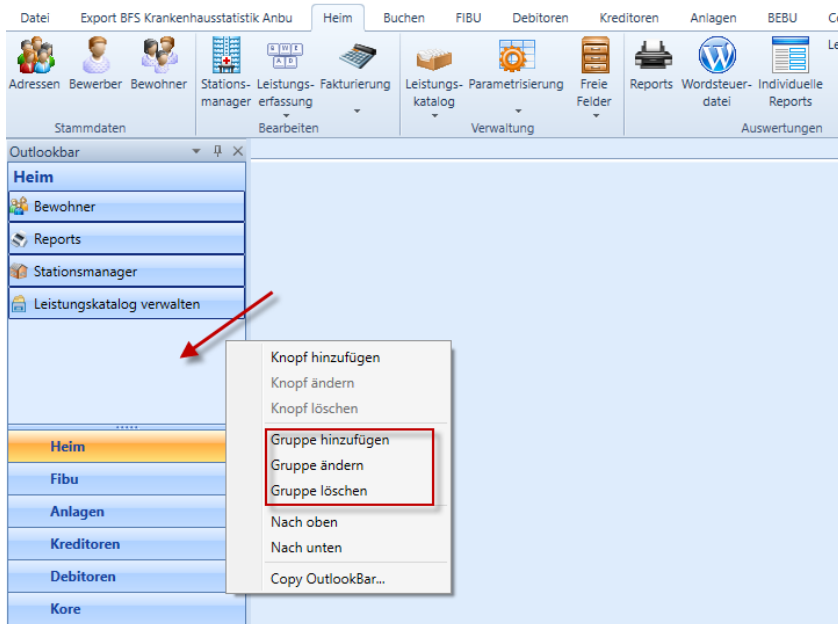 Datei Export BFS Krankenhausstatistik Anbu Heim Buchen FIBU Debitoren Kreditoren Anlagen BEBU
Adressen Bewerber Bewohner Stations- Leistungs- Fakturierung Leistungs- Parametrisierung Freie Reports Wordsteuer- Individuelle
manager erfassung katalog Felder datei Reports
Stammdaten Bearbeiten Verwaltung Auswertungen
Outlookbar
Heim
Bewohner
Reports
Stationsmanager
Leistungskatalog verwalten
Knopf hinzufügen
Knopf ändern
Knopf löschen
Gruppe hinzufügen
Gruppe ändern
Gruppe löschen
Nach oben
Nach unten
Copy OutlookBar...
Heim
Fibu
Anlagen
Kreditoren
Debitoren
Kore